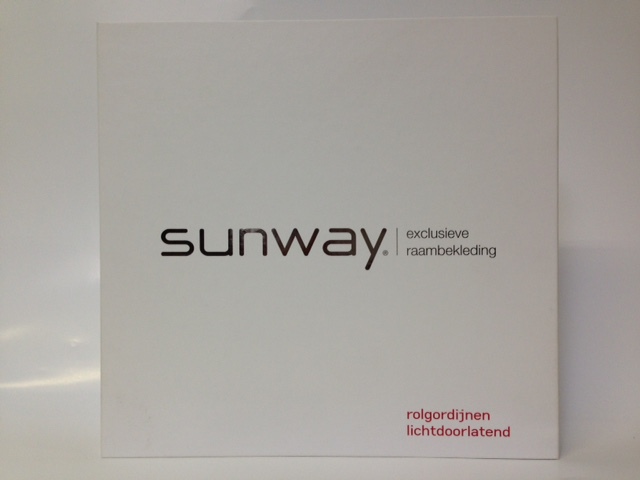 sunway®
exclusieve
raambekleding
rolgordijnen
lichtdoorlatend